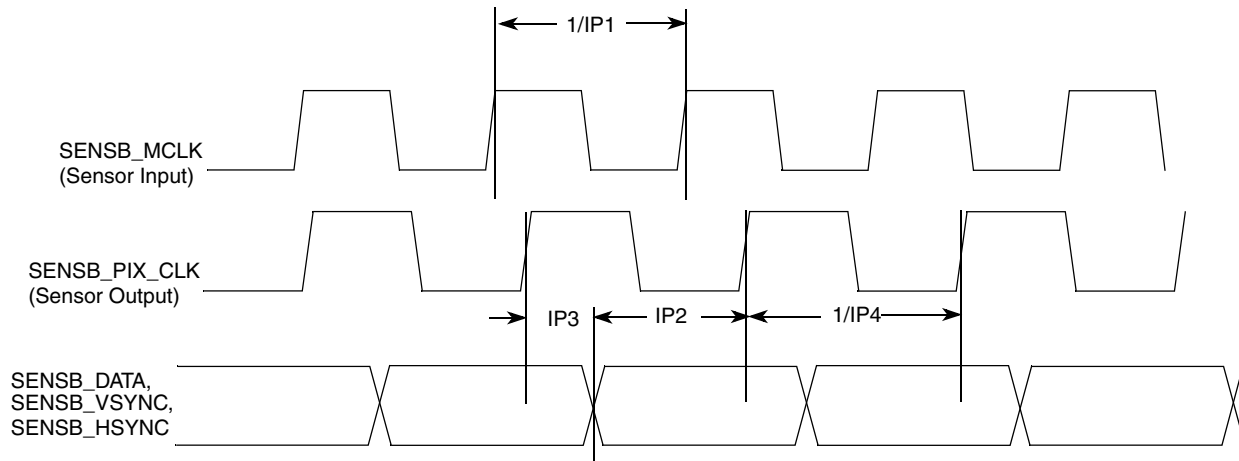 1/IP1
SENSB_MCLK
(Sensor Input)
SENSB_PIX_CLK
(Sensor Output)
IP3
IP2
1/IP4
SENSB_DATA,
SENSB_VSYNC,
SENSB_HSYNC